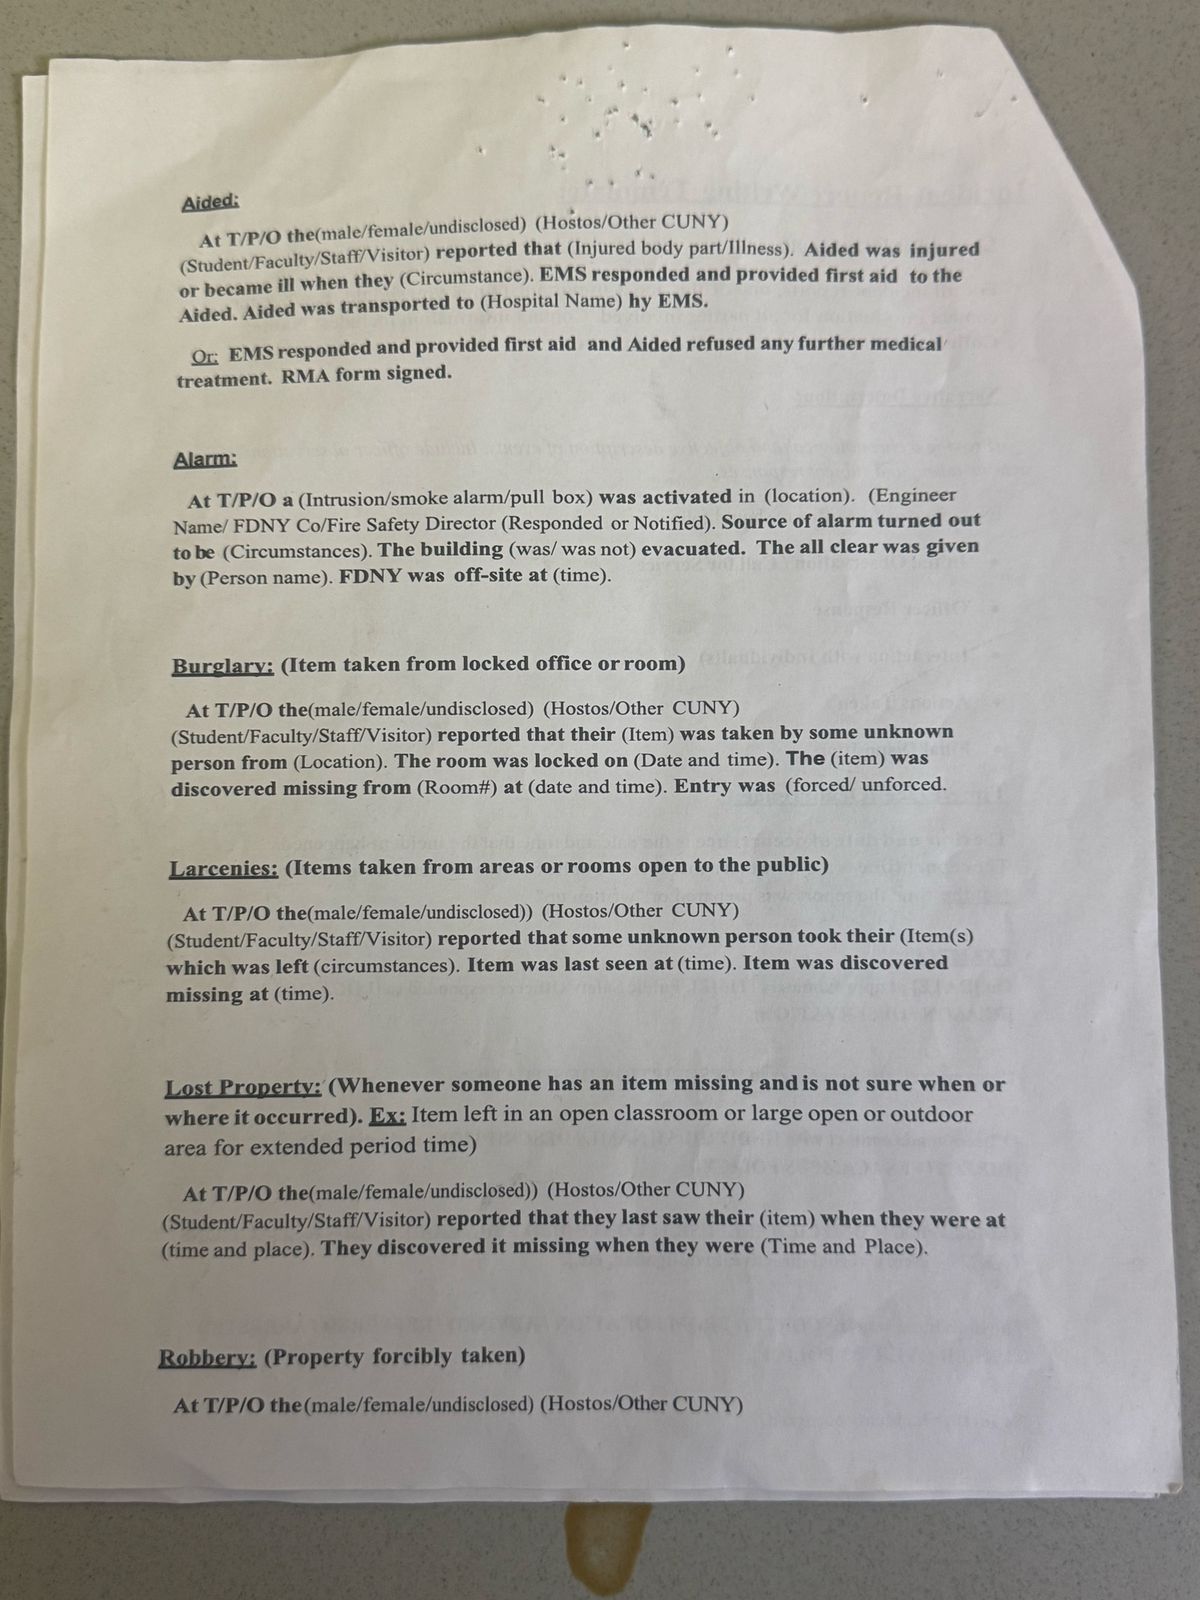 Aided:
At T/P/O the(male/female/undisclosed) (Hostos/Other CUNY)
(Student/Faculty/Staff/Visitor) reported that (Injured body part/Illness). Aided was injured
or became ill when they (Circumstance). EMS responded and provided first aid to the
Aided. Aided was transported to (Hospital Name) hy EMS.
Or: EMS responded and provided first aid and Aided refused any further medical
treatment. RMA form signed.
Alarm:
At T/P/O a (Intrusion/smoke alarm/pull box) was activated in (location). (Engineer
Name/ FDNY Co/Fire Safety Director (Responded or Notified). Source of alarm turned out
to be (Circumstances). The building (was/ was not) evacuated. The all clear was given
by (Person name). FDNY was off-site at (time).
Burglary: (Item taken from locked office or room)
At T/P/O the(male/female/undisclosed) (Hostos/Other CUNY)
(Student/Faculty/Staff/Visitor) reported that their (Item) was taken by some unknown
person from (Location). The room was locked on (Date and time). The (item) was
discovered missing from (Room#) at (date and time). Entry was (forced/ unforced.
Larcenies: (Items taken from areas or rooms open to the public)
At T/P/O the(male/female/undisclosed)) (Hostos/Other CUNY)
(Student/Faculty/Staff/Visitor) reported that some unknown person took their (Item(s)
which was left (circumstances). Item was last seen at (time). Item was discovered
missing at (time).
Lost Property: (Whenever someone has an item missing and is not sure when or
where it occurred). Ex: Item left in an open classroom or large open or outdoor
area for extended period time)
At T/P/O the(male/female/undisclosed)) (Hostos/Other CUNY)
(Student/Faculty/Staff/Visitor) reported that they last saw their (item) when they were at
(time and place). They discovered it missing when they were (Time and Place).
Robbery: (Property forcibly taken)
At T/P/O the(male/female/undisclosed) (Hostos/Other CUNY)